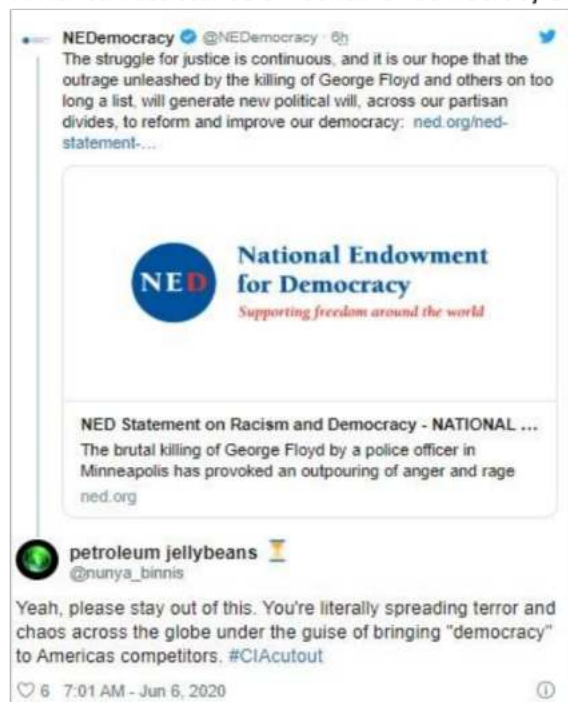 NEDemocracy @NEDemocracy · 6h
The struggle for justice is continuous, and it is our hope that the
outrage unleashed by the killing of George Floyd and others on too
long a list, will generate new political will, across our partisan
divides, to reform and improve our democracy: ned.org/ned-
statement-...
NED
National Endowment
for Democracy
Supporting freedom around the world
NED Statement on Racism and Democracy - NATIONAL ...
The brutal killing of George Floyd by a police officer in
Minneapolis has provoked an outpouring of anger and rage
ned.org
petroleum jellybeans ⏳
@nunya_binnis
Yeah, please stay out of this. You're literally spreading terror and
chaos across the globe under the guise of bringing "democracy"
to Americas competitors. #CIAcutout
♡ 6 7:01 AM - Jun 6, 2020